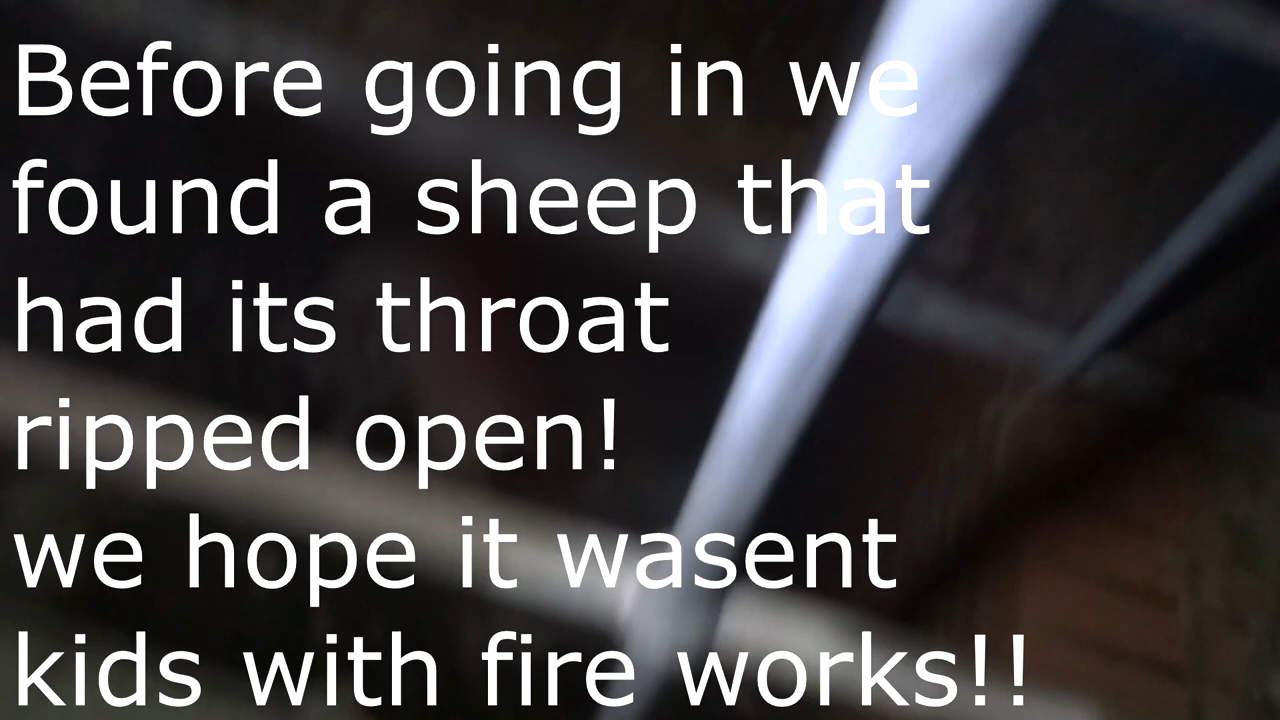 Before going in we
found a sheep that
had its throat
ripped open!
we hope it wasent
kids with fire works!!